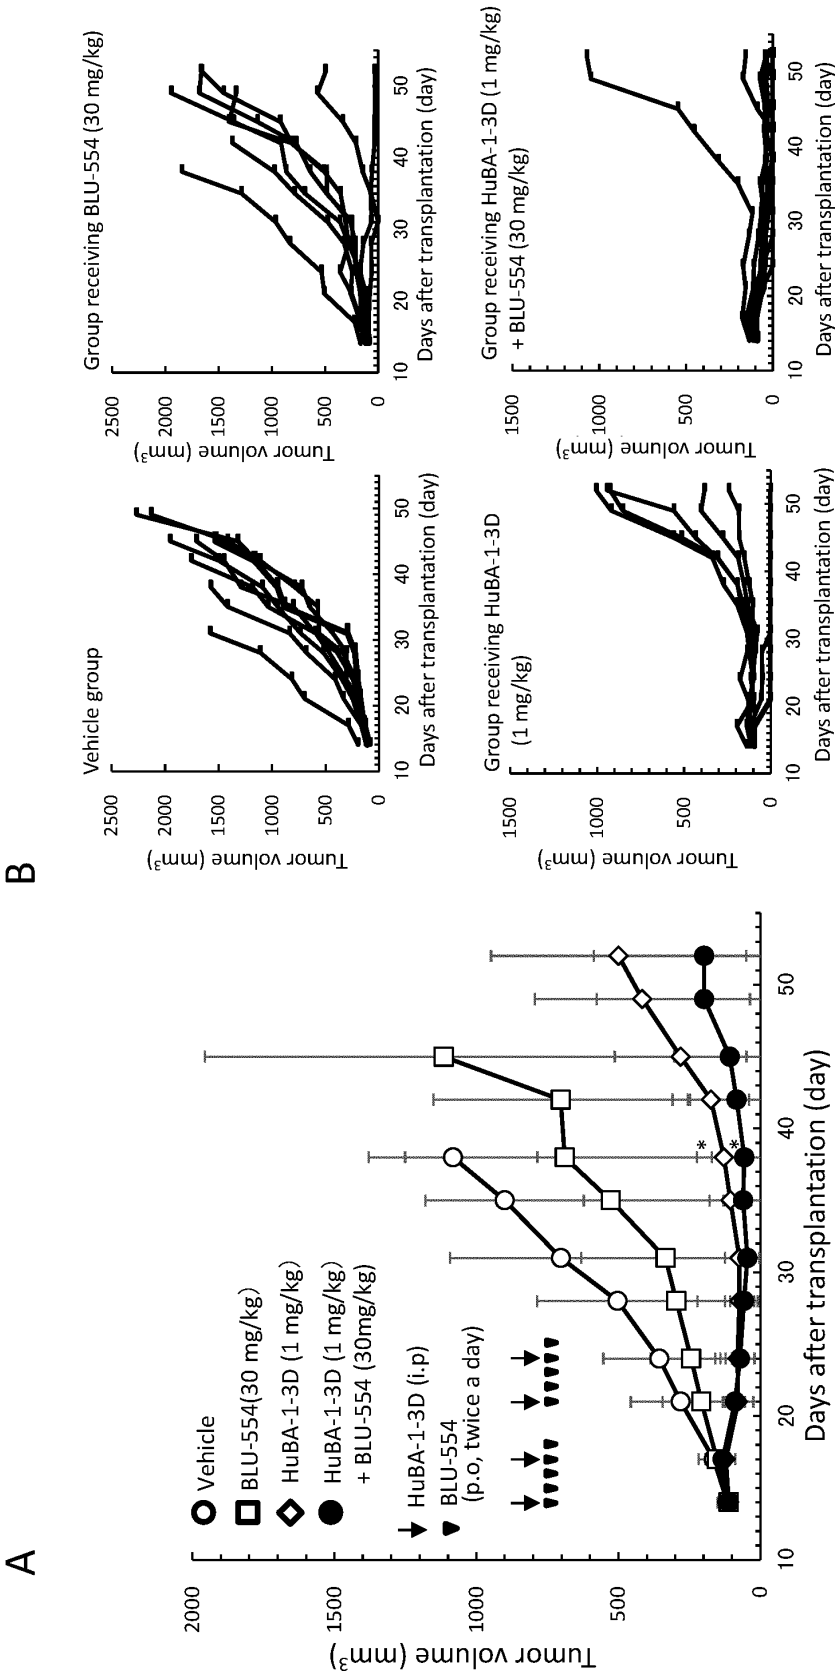 A
Tumor volume (mm³)
2000
1500
1000
500
0
10
20
30
40
50
Days after transplantation (day)
Vehicle
BLU-554(30 mg/kg)
HuBA-1-3D (1 mg/kg)
HuBA-1-3D (1 mg/kg)
+ BLU-554 (30mg/kg)
HuBA-1-3D (i.p)
BLU-554
(p.o, twice a day)
*
*
B
Vehicle group
Tumor volume (mm³)
2500
2000
1500
1000
500
0
10
20
30
40
50
Days after transplantation (day)
Group receiving BLU-554 (30 mg/kg)
Tumor volume (mm³)
2500
2000
1500
1000
500
0
10
20
30
40
50
Days after transplantation (day)
Group receiving HuBA-1-3D
(1 mg/kg)
Tumor volume (mm³)
1500
1000
500
0
10
20
30
40
50
Days after transplantation (day)
Group receiving HuBA-1-3D (1 mg/kg)
+ BLU-554 (30 mg/kg)
Tumor volume (mm³)
1500
1000
500
0
10
20
30
40
50
Days after transplantation (day)